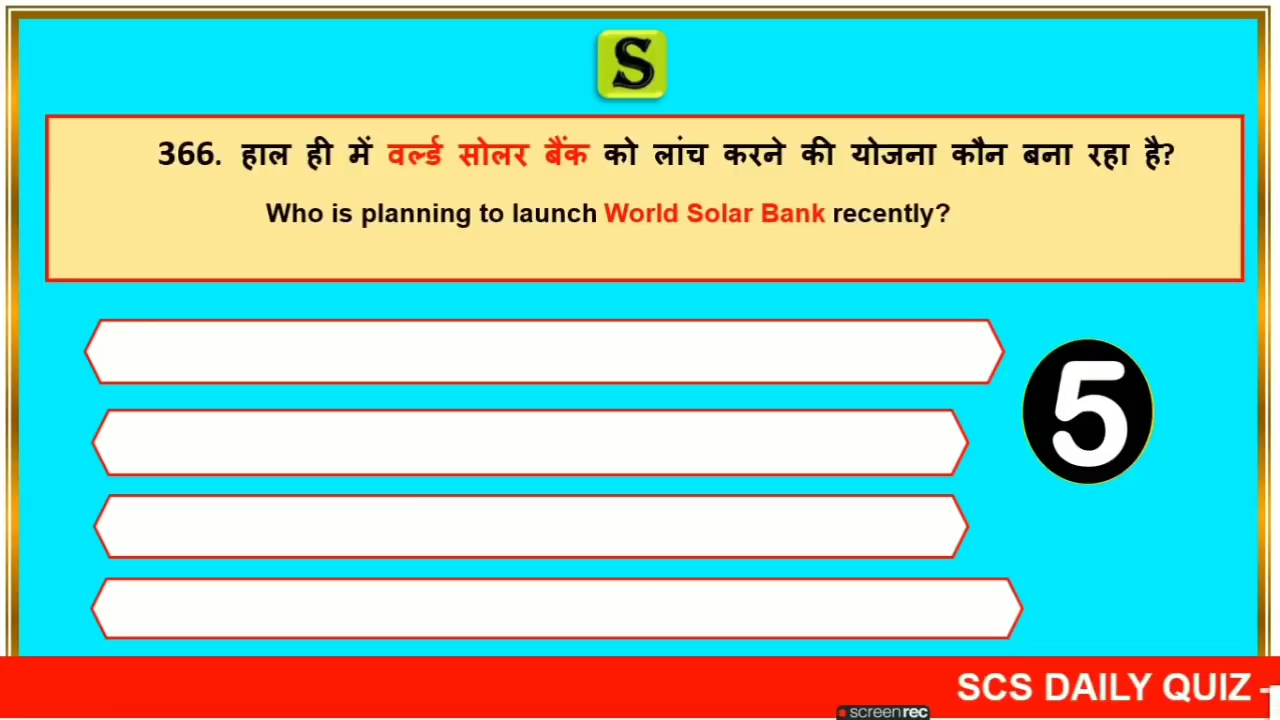 S
366. हाल ही में वर्ल्ड सोलर बैंक को लांच करने की योजना कौन बना रहा है?
Who is planning to launch World Solar Bank recently?
5
SCS DAILY QUIZ -
screenrec